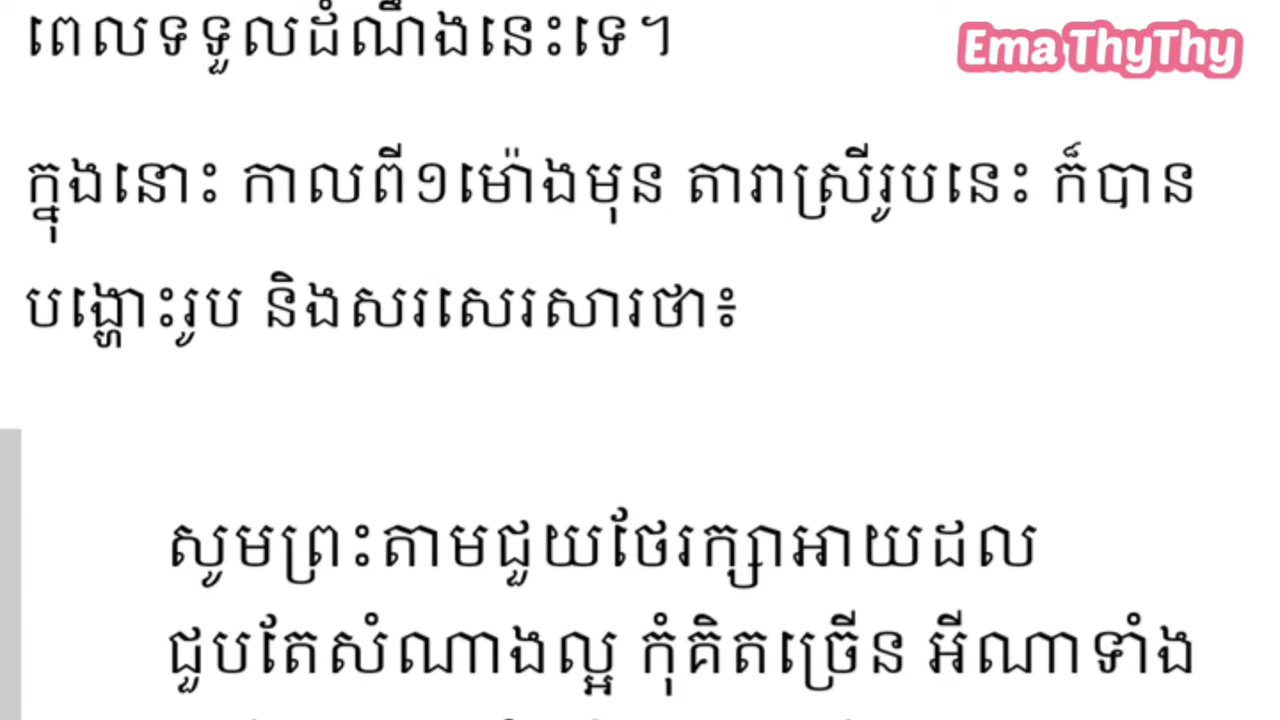 ពេលទទួលដំណឹងនេះទេ។
Ema ThyThy
ក្នុងនោះ កាលពី១ម៉ោងមុន តារាស្រីរូបនេះ ក៏បាន
បង្ហោះរូប និងសរសេរសារថា៖
សូមព្រះតាមជួយថែរក្សាអាយដល
ជួបតែសំណាងល្អ កុំគិតច្រើន អីណាទាំង